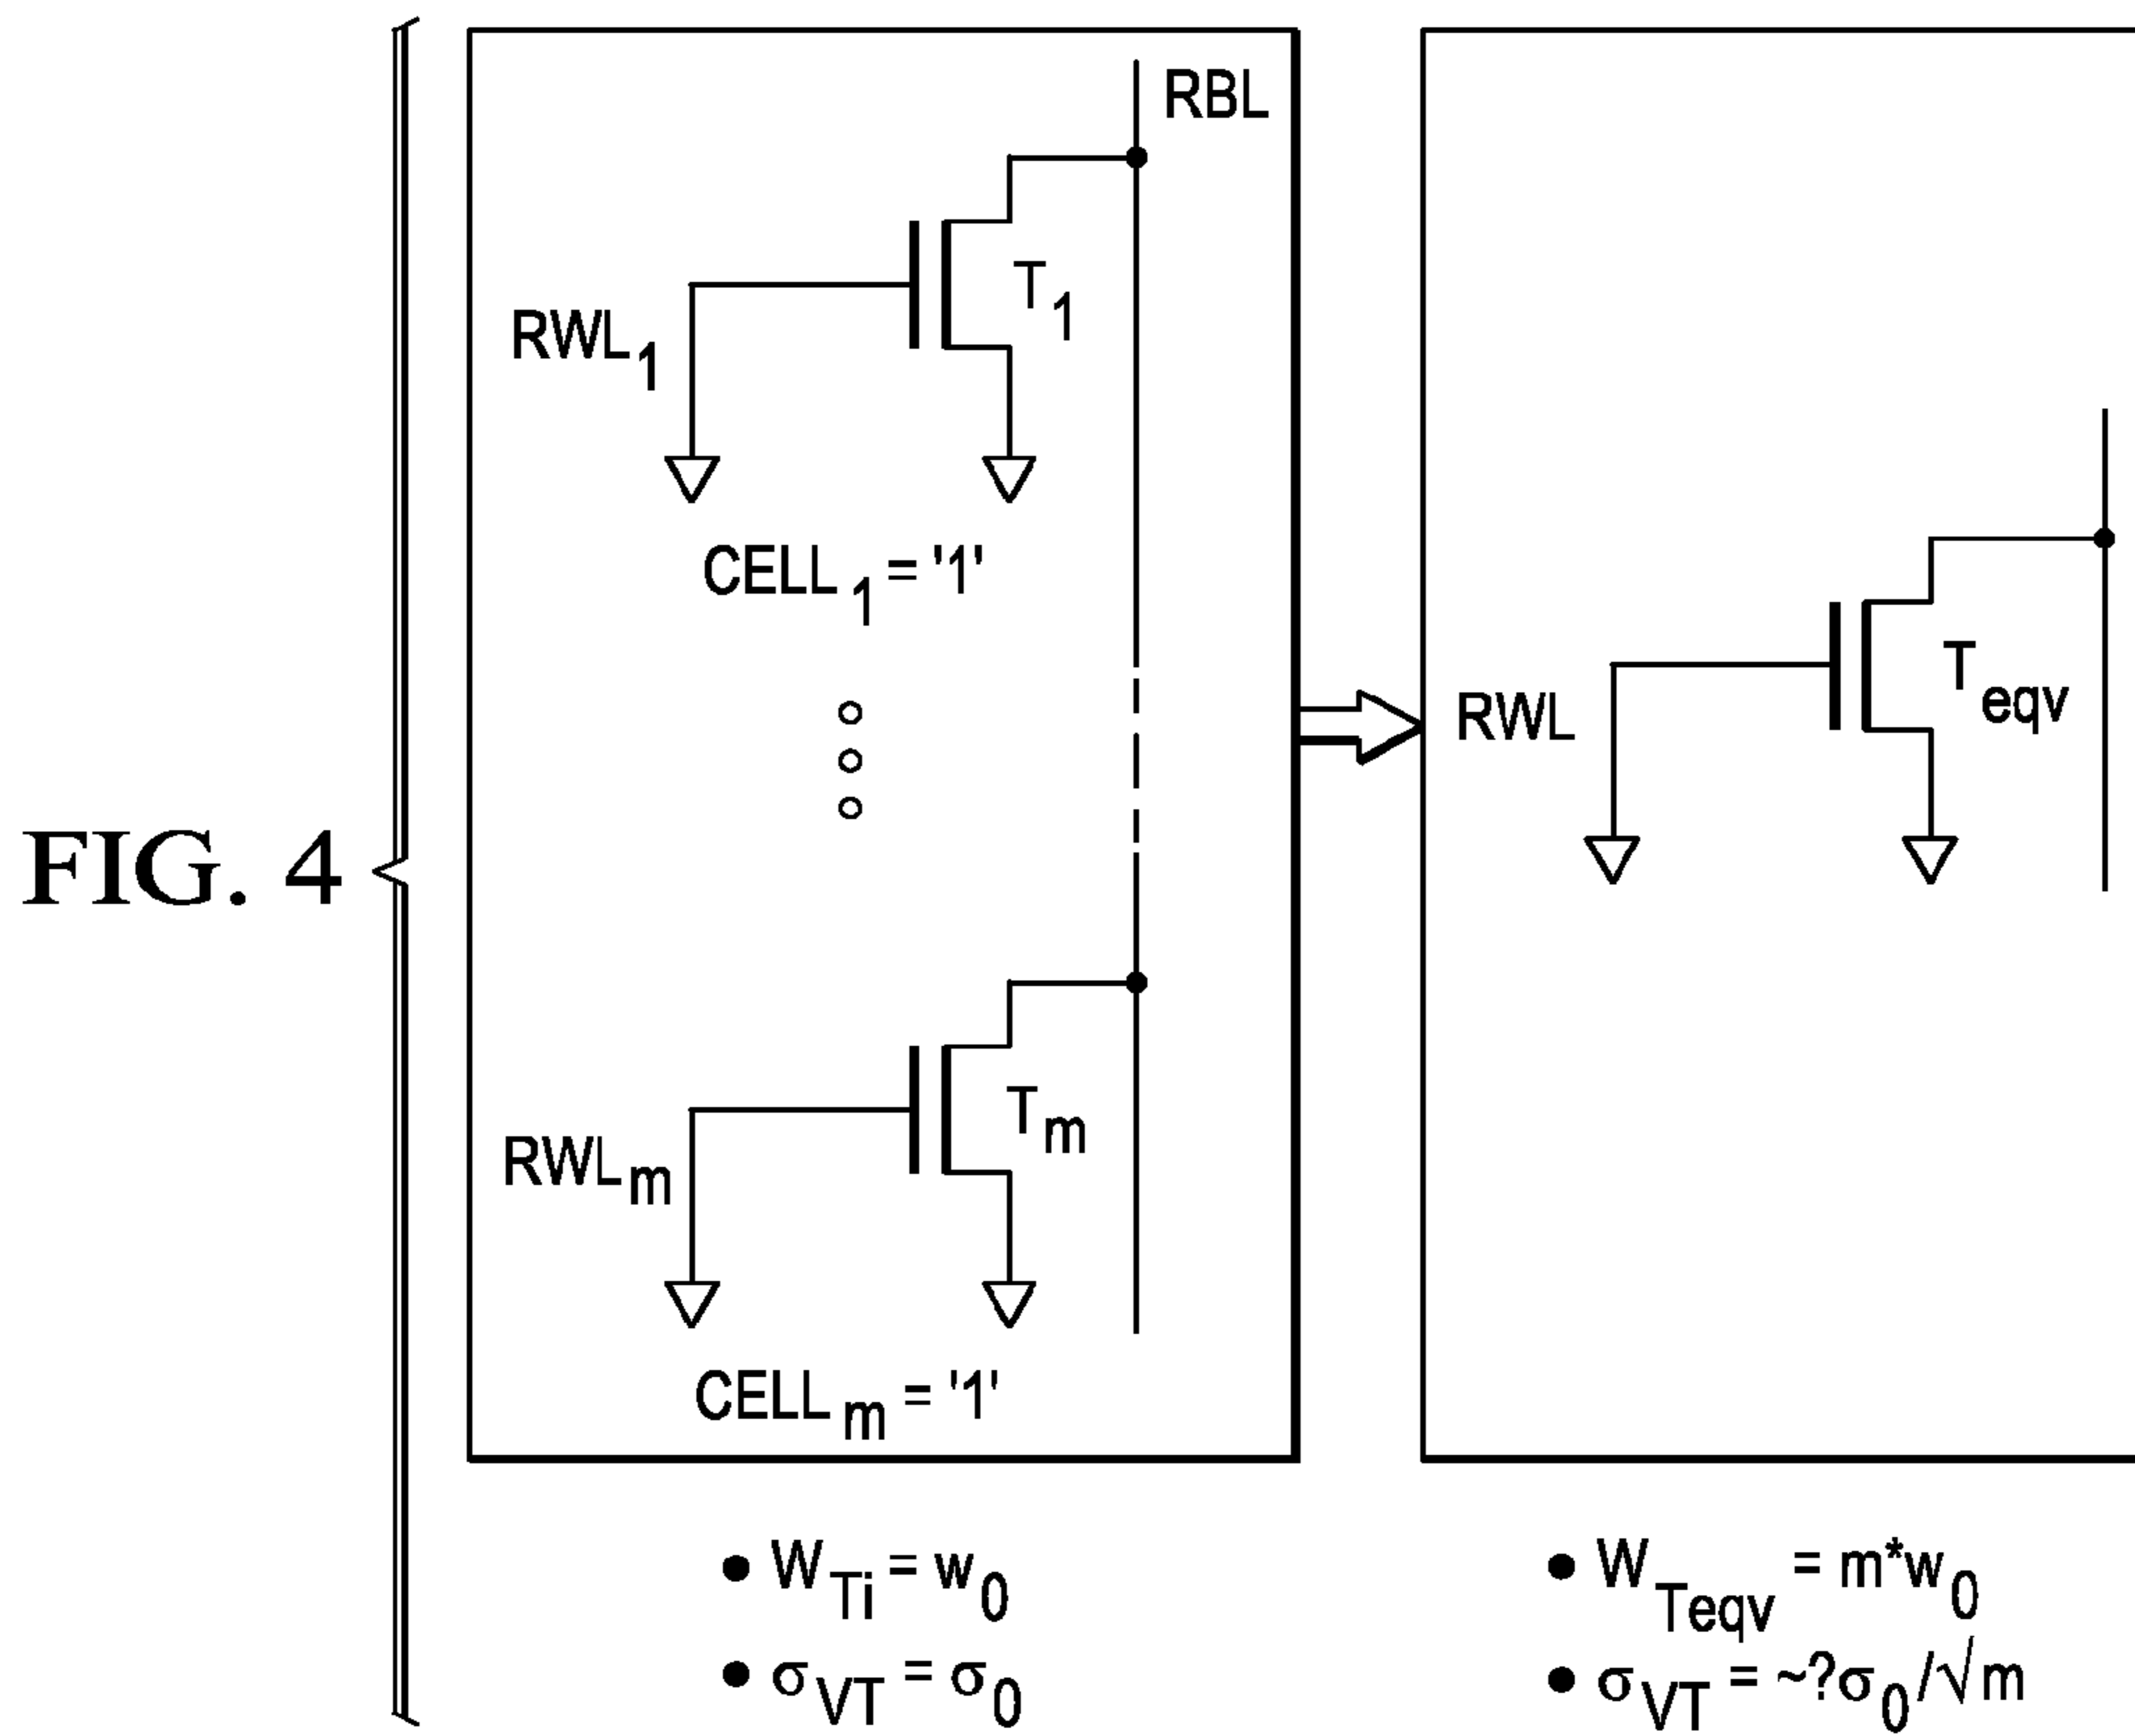 FIG. 4
RBL
T1
RWL1
CELL1 = '1'
Tm
RWLm
CELLm = '1'
• WTi = w0
• σVT = σ0
Teqv
RWL
• WTeqv = m*w0
• σVT = ~?σ0/√m